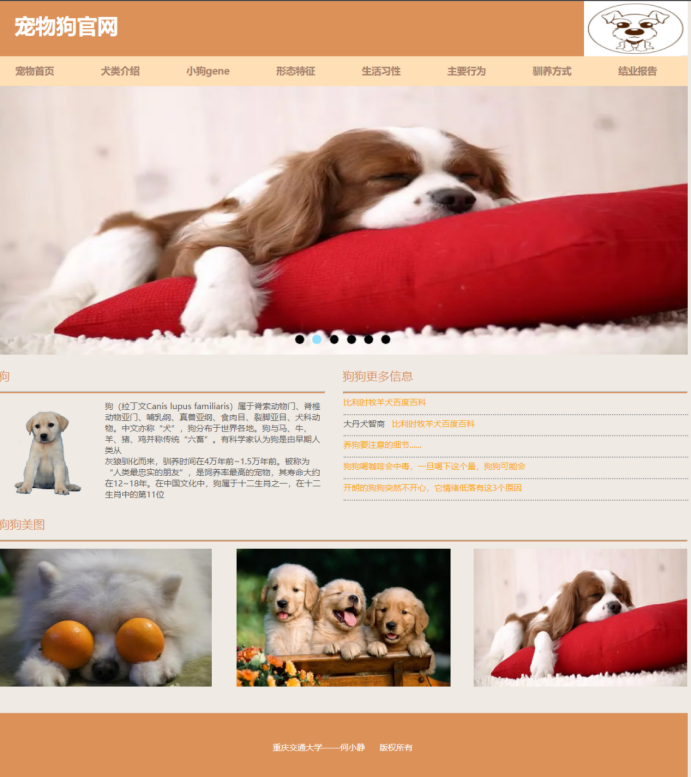 宠物狗官网
宠物首页 犬类介绍 小狗gene 形态特征 生活习性 主要行为 驯养方式 结业报告
狗
狗（拉丁文Canis lupus familiaris）属于脊索动物门、脊椎
动物亚门、哺乳纲、真兽亚纲、食肉目、裂脚亚目、犬科动
物。中文亦称“犬”，狗分布于世界各地。狗与马、牛、
羊、猪、鸡并称传统“六畜”。有科学家认为狗是由早期人
类从
灰狼驯化而来，驯养时间在4万年前~1.5万年前。被称为
“人类最忠实的朋友”，是饲养率最高的宠物，其寿命大约
在12~18年。在中国文化中，狗属于十二生肖之一，在十二
生肖中的第11位
狗狗更多信息
比利时牧羊犬百度百科
大丹犬智商 比利时牧羊犬百度百科
养狗要注意的细节......
狗狗喝咖啡会中毒，一旦喝下这个量，狗狗可能会
开朗的狗狗突然不开心，它情绪低落有这3个原因
狗狗美图
重庆交通大学——何小静 版权所有